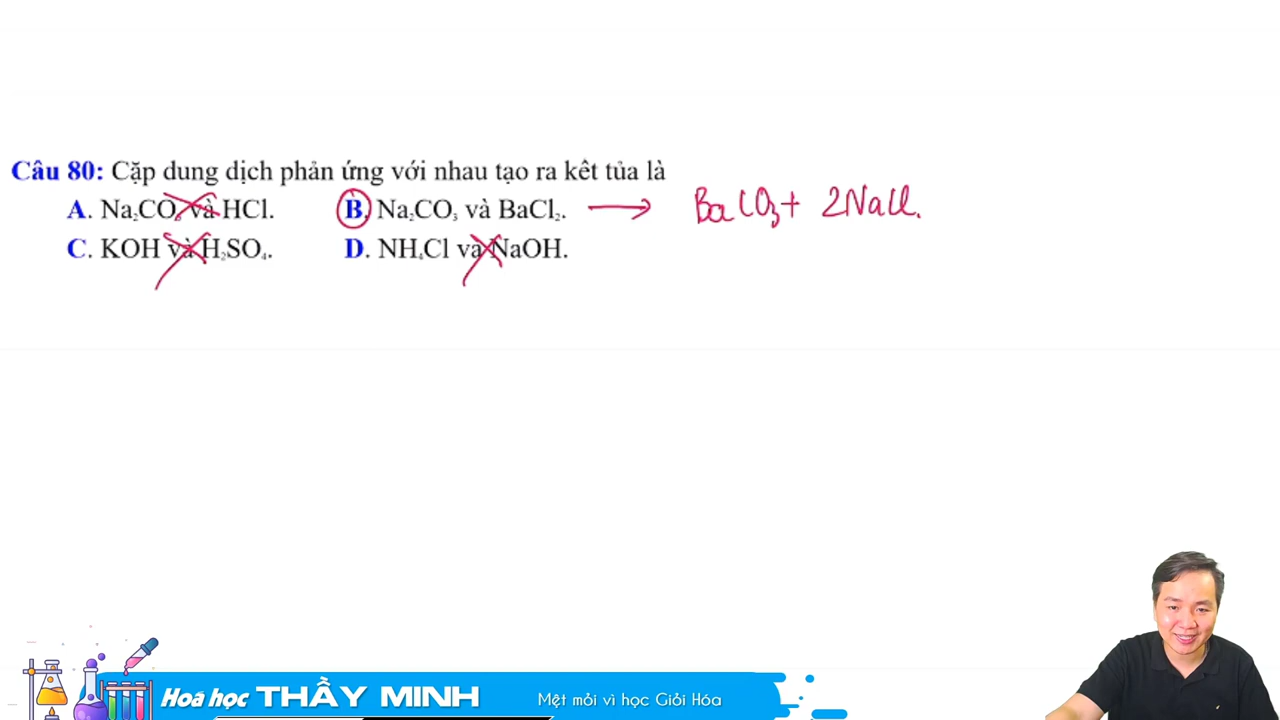 Câu 80: Cặp dung dịch phản ứng với nhau tạo ra kêt tủa là
A. Na₂CO₃ và HCl. B. Na₂CO₃ và BaCl₂. → BaCO₃ + 2NaCl.
C. KOH và H₂SO₄. D. NH₄Cl và NaOH.
Hoá học THẦY MINH Mệt mỏi vì học Giỏi Hóa